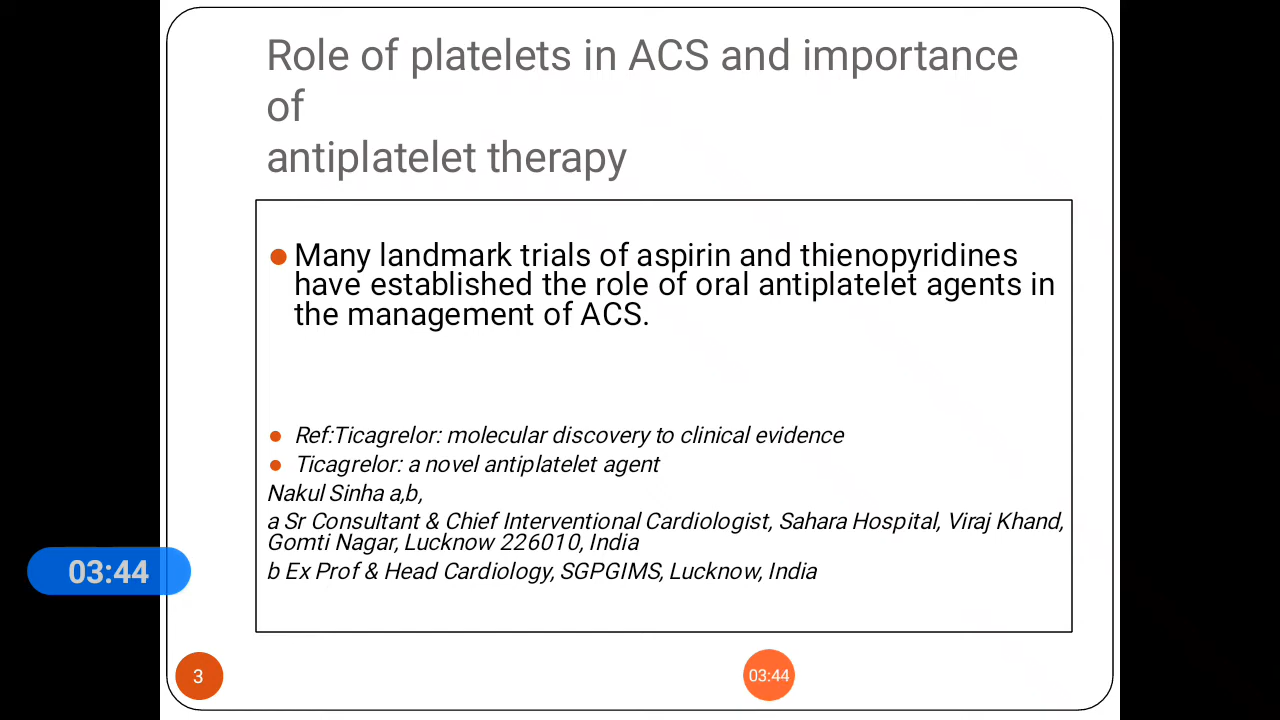 Role of platelets in ACS and importance
of
antiplatelet therapy
Many landmark trials of aspirin and thienopyridines
have established the role of oral antiplatelet agents in
the management of ACS.
Ref:Ticagrelor: molecular discovery to clinical evidence
Ticagrelor: a novel antiplatelet agent
Nakul Sinha a,b,
a Sr Consultant & Chief Interventional Cardiologist, Sahara Hospital, Viraj Khand,
Gomti Nagar, Lucknow 226010, India
b Ex Prof & Head Cardiology, SGPGIMS, Lucknow, India
03:44
3
03:44